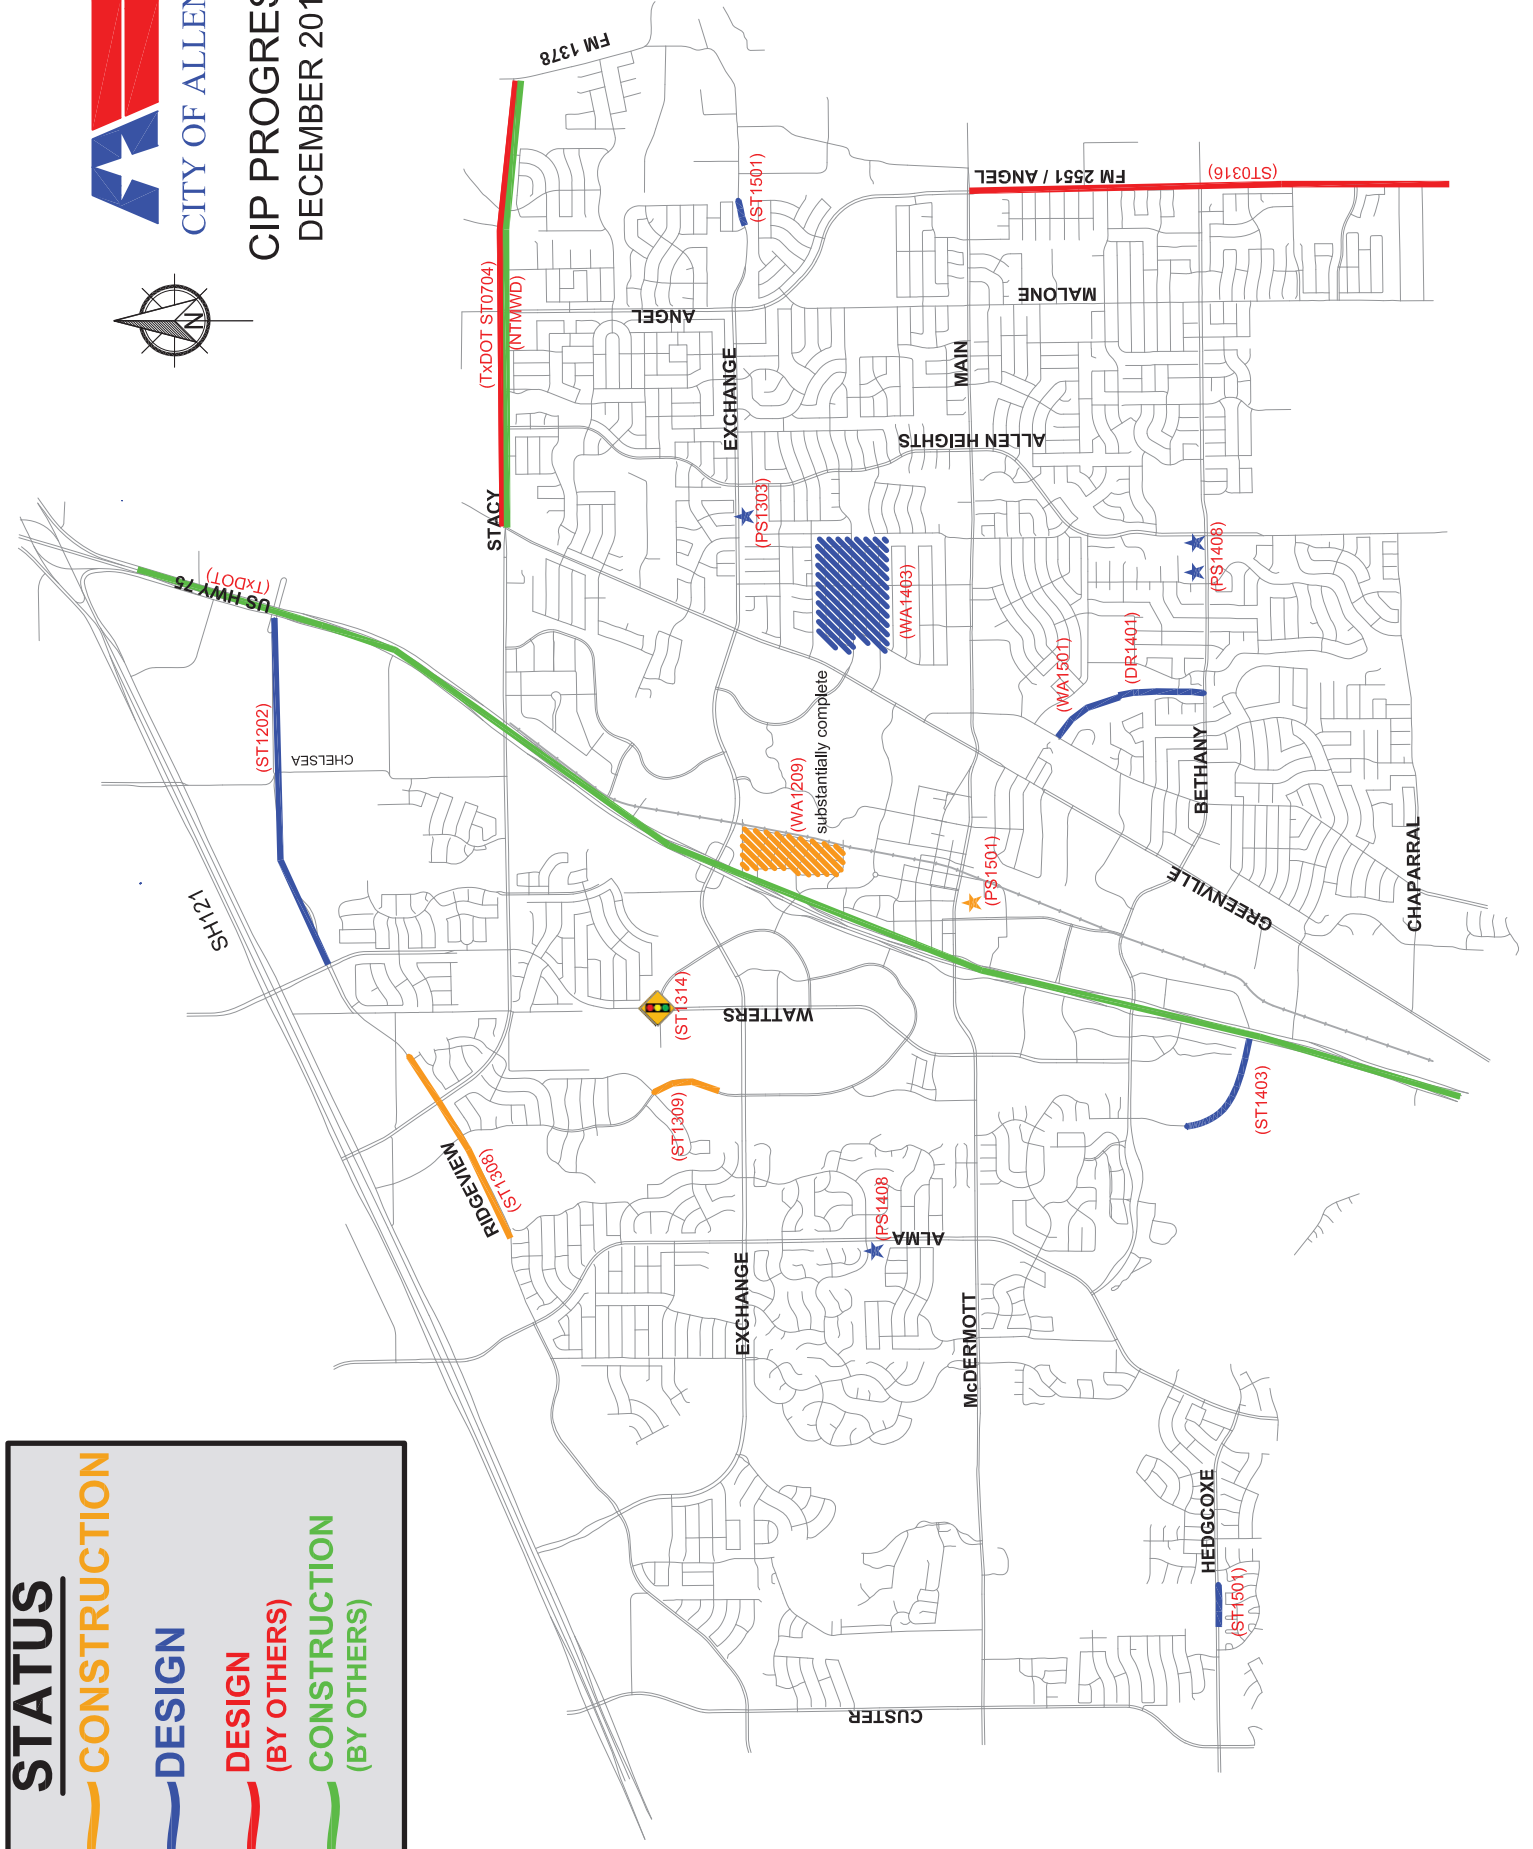 CITY OF ALLEN
CIP PROGRES
DECEMBER 201
N
STATUS
CONSTRUCTION
DESIGN
DESIGN
(BY OTHERS)
CONSTRUCTION
(BY OTHERS)
FM 1378
(TxDOT ST0704)
(NTMWD)
STACY
US HWY 75
(TxDOT)
(ST1202)
CHELSEA
SH121
ANGEL
EXCHANGE
(ST1501)
FM 2551 / ANGEL
(ST0316)
MALONE
MAIN
ALLEN HEIGHTS
(PS1303)
(WA1403)
(PS1408)
(WA1501)
(DR1401)
substantially complete
(WA1209)
BETHANY
CHAPARRAL
GREENVILLE
(PS1501)
(ST1314)
WATTERS
(ST1309)
(ST1403)
RIDGEVIEW
(ST1308)
(PS1408
ALMA
EXCHANGE
McDERMOTT
HEDGCOXE
(ST1501)
CUSTER